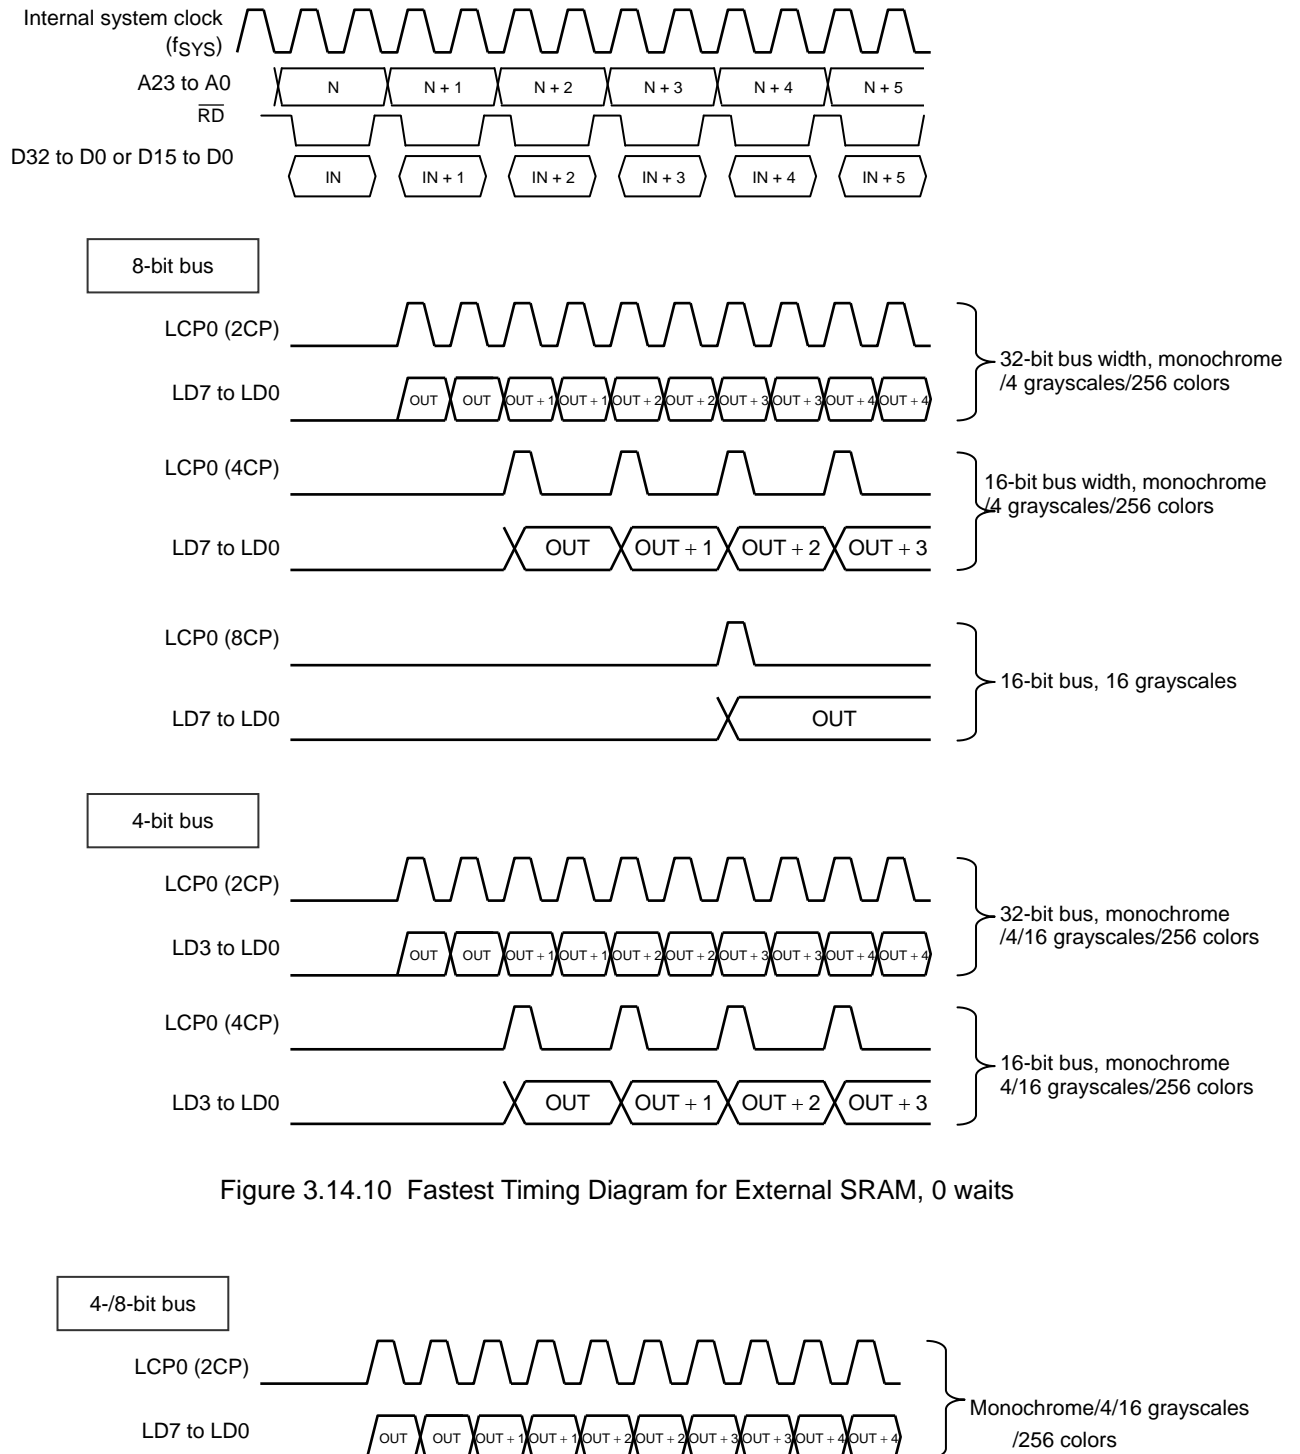 Internal system clock
(fSYS)
A23 to A0
N N + 1 N + 2 N + 3 N + 4 N + 5
RD
D32 to D0 or D15 to D0
IN IN + 1 IN + 2 IN + 3 IN + 4 IN + 5
8-bit bus
LCP0 (2CP)
32-bit bus width, monochrome
/4 grayscales/256 colors
LD7 to LD0
OUT OUT OUT + 1 OUT + 1 OUT + 2 OUT + 2 OUT + 3 OUT + 3 OUT + 4 OUT + 4
LCP0 (4CP)
16-bit bus width, monochrome
/4 grayscales/256 colors
LD7 to LD0
OUT OUT + 1 OUT + 2 OUT + 3
LCP0 (8CP)
16-bit bus, 16 grayscales
LD7 to LD0
OUT
4-bit bus
LCP0 (2CP)
32-bit bus, monochrome
/4/16 grayscales/256 colors
LD3 to LD0
OUT OUT OUT + 1 OUT + 1 OUT + 2 OUT + 2 OUT + 3 OUT + 3 OUT + 4 OUT + 4
LCP0 (4CP)
16-bit bus, monochrome
4/16 grayscales/256 colors
LD3 to LD0
OUT OUT + 1 OUT + 2 OUT + 3
Figure 3.14.10 Fastest Timing Diagram for External SRAM, 0 waits
4-/8-bit bus
LCP0 (2CP)
Monochrome/4/16 grayscales
/256 colors
LD7 to LD0
OUT OUT OUT + 1 OUT + 1 OUT + 2 OUT + 2 OUT + 3 OUT + 3 OUT + 4 OUT + 4